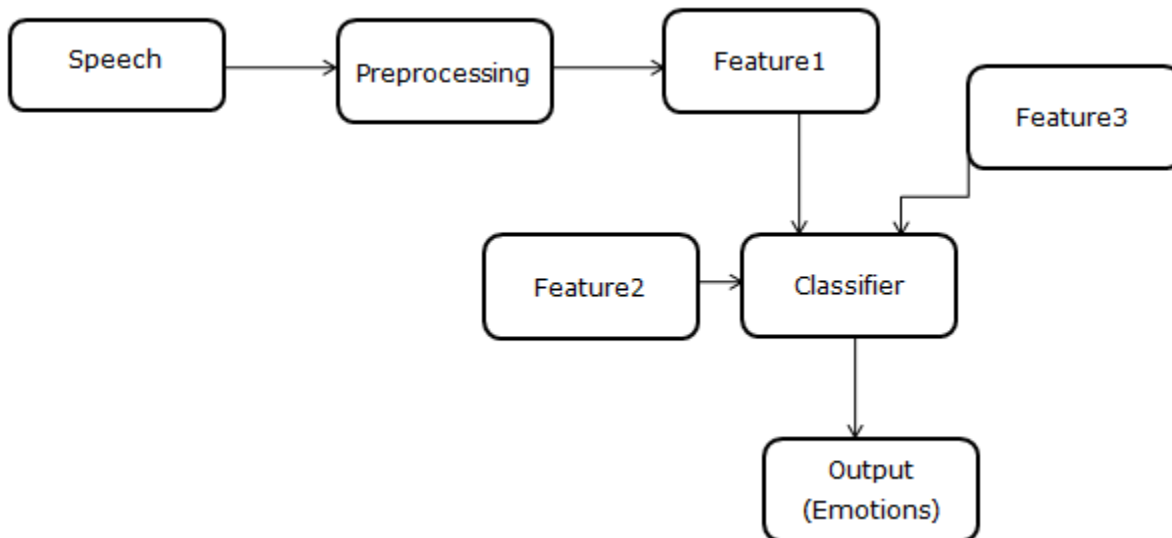 Speech
Preprocessing
Feature1
Feature3
Feature2
Classifier
Output
(Emotions)